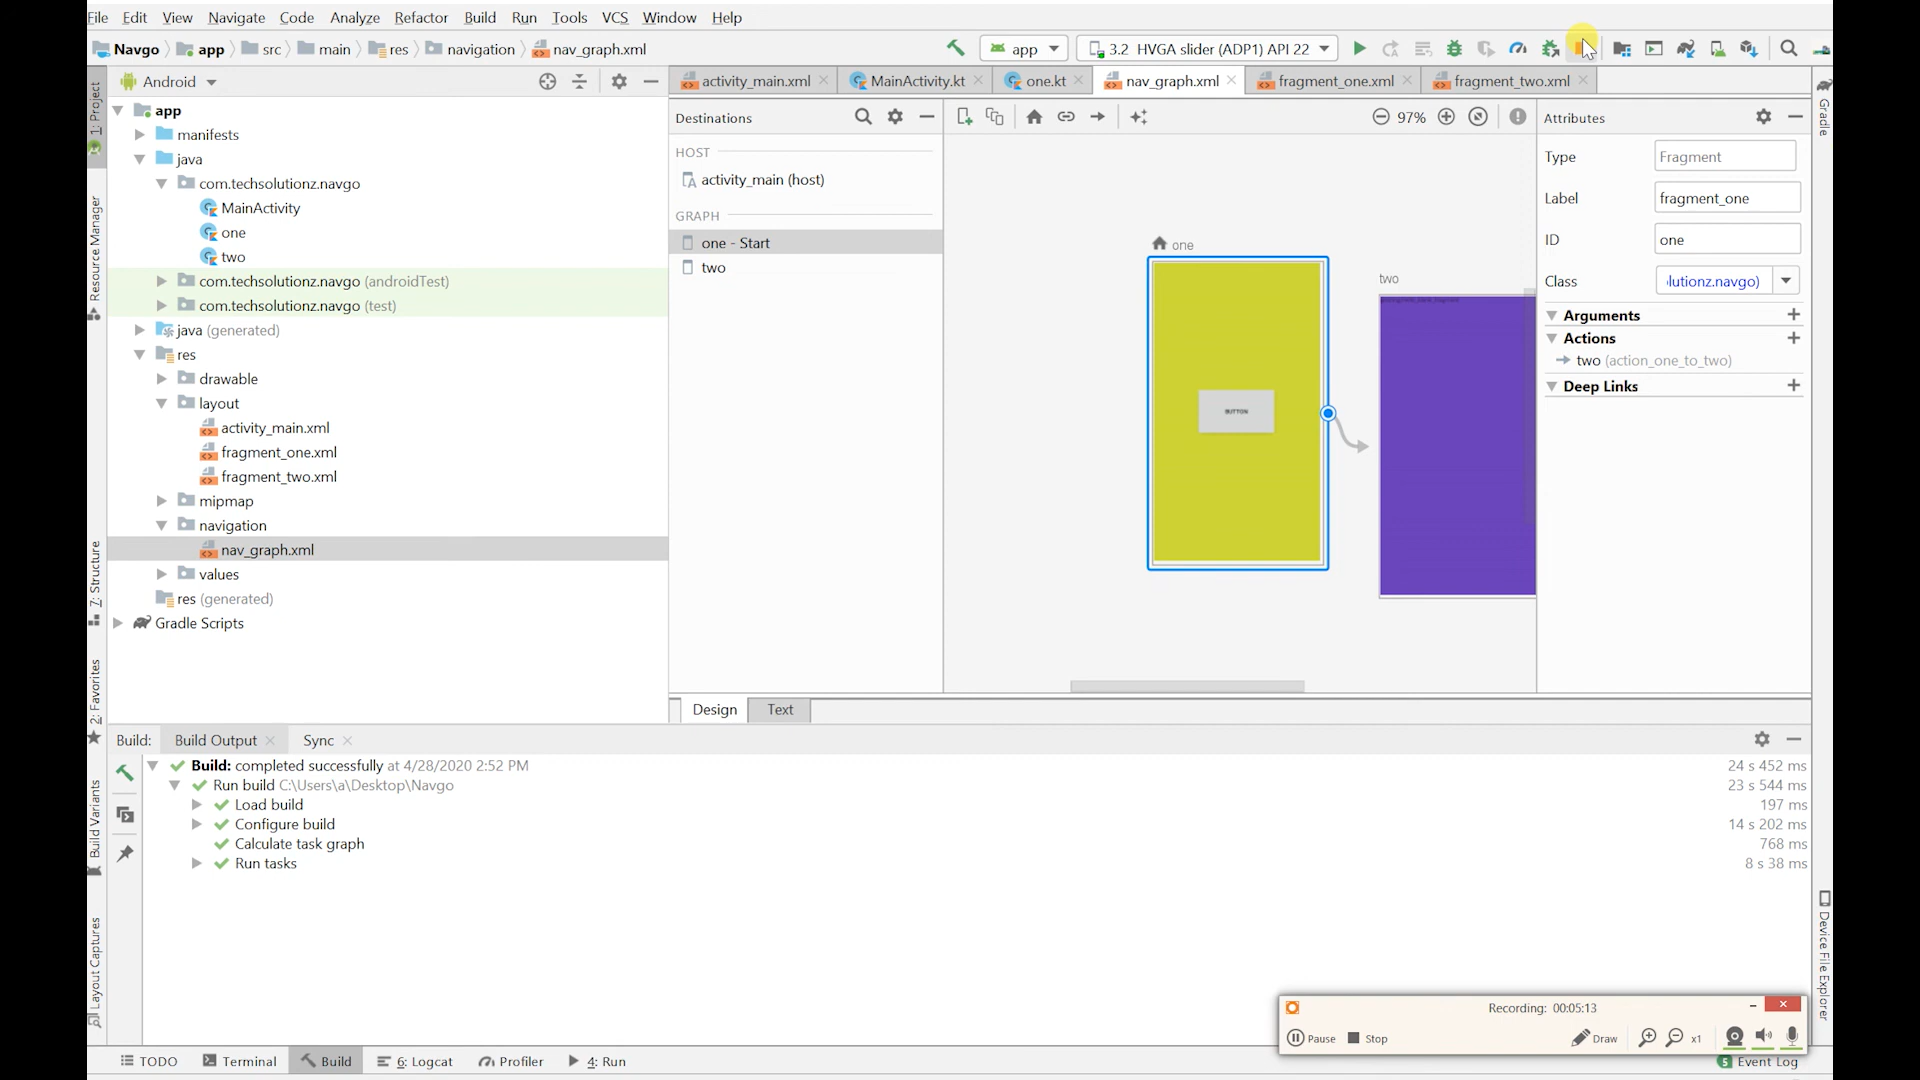 File Edit View Navigate Code Analyze Refactor Build Run Tools VCS Window Help
Navgo app src main res navigation nav_graph.xml app 3.2 HVGA slider (ADP1) API 22
1: Project
Resource Manager
7: Structure
2: Favorites
Build Variants
Layout Captures
Android
app
manifests
java
com.techsolutionz.navgo
MainActivity
one
two
com.techsolutionz.navgo (androidTest)
com.techsolutionz.navgo (test)
java (generated)
res
drawable
layout
activity_main.xml
fragment_one.xml
fragment_two.xml
mipmap
navigation
nav_graph.xml
values
res (generated)
Gradle Scripts
activity_main.xml MainActivity.kt one.kt nav_graph.xml fragment_one.xml fragment_two.xml
Destinations
HOST
activity_main (host)
GRAPH
one - Start
two
97%
one
BUTTON
two
Design Text
Attributes
Type Fragment
Label fragment_one
ID one
Class lutionz.navgo)
Arguments
Actions
two (action_one_to_two)
Deep Links
Gradle
Device File Explorer
Build: Build Output Sync
Build: completed successfully at 4/28/2020 2:52 PM 24 s 452 ms
Run build C:\Users\a\Desktop\Navgo 23 s 544 ms
Load build 197 ms
Configure build 14 s 202 ms
Calculate task graph 768 ms
Run tasks 8 s 38 ms
Recording: 00:05:13
Pause Stop Draw x1
TODO Terminal Build 6: Logcat Profiler 4: Run 5 Event Log